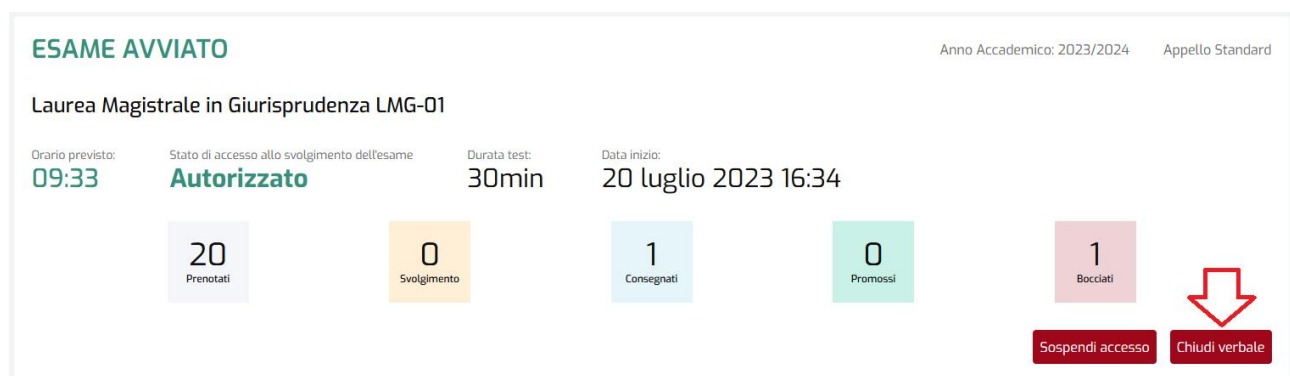 ESAME AVVIATO
Anno Accademico: 2023/2024 Appello Standard
Laurea Magistrale in Giurisprudenza LMG-01
Orario previsto: Stato di accesso allo svolgimento dell'esame Durata test: Data inizio:
09:33 Autorizzato 30min 20 luglio 2023 16:34
20 0 1 0 1
Prenotati Svolgimento Consegnati Promossi Bocciati
Sospendi accesso Chiudi verbale